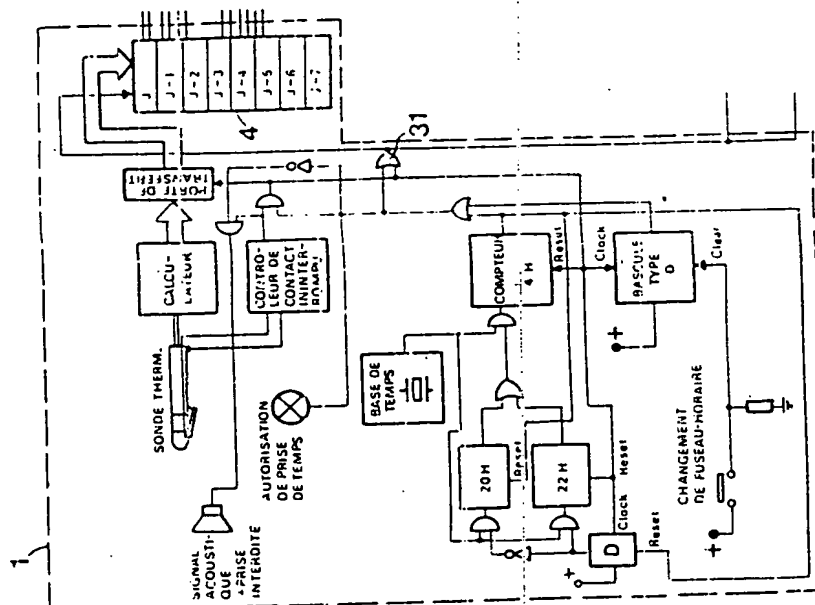 1
SIGNAL
ACOUSTI-
QUE
PRISE
INTERDITE
AUTORISATION
DE PRISE
DE TEMPS
SONDE THERM.
CALCU-
LATEUR
CONTRO-
LEUR DE
CONTACT
ININTER-
ROMPU
PORTE DE
TRANSFERT
J
J-1
J-2
J-3
J-4
J-5
J-6
J-7
4
31
BASE DE
TEMPS
20 H
Reset
22 H
Reset
COMPTEUR
4 H
Reset
Clock
BASCULE
TYPE
D
Clear
+
D
Clock
Reset
+
CHANGEMENT
DE FUSEAU-HORAIRE
+